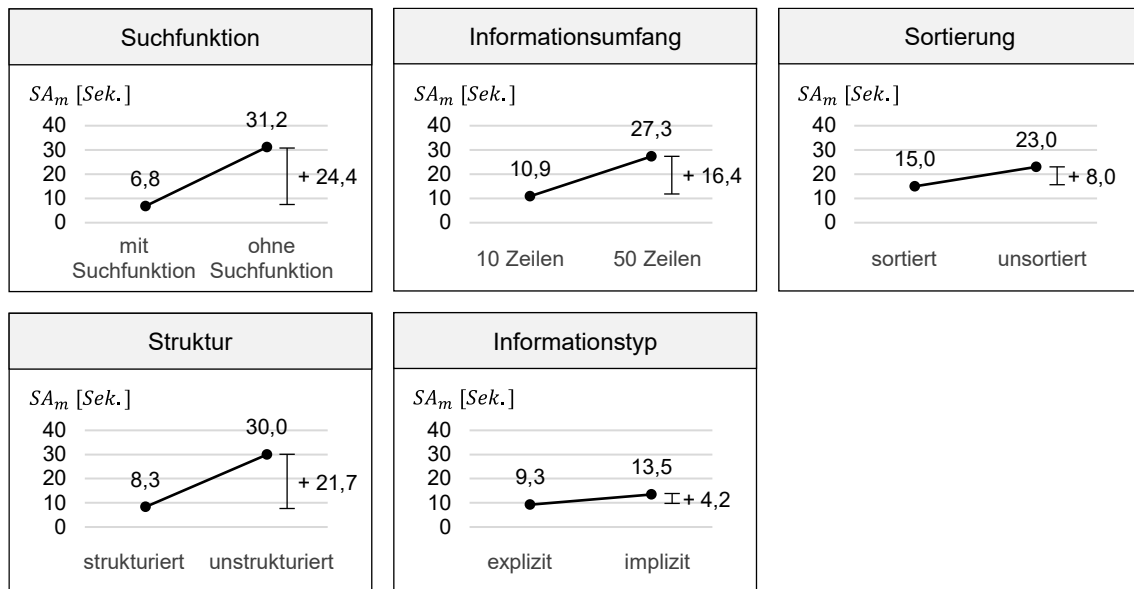 Suchfunktion
SA_m [Sek.]
40
30
20
10
0
6,8
31,2
+ 24,4
mit
Suchfunktion
ohne
Suchfunktion
Informationsumfang
SA_m [Sek.]
40
30
20
10
0
10,9
27,3
+ 16,4
10 Zeilen
50 Zeilen
Sortierung
SA_m [Sek.]
40
30
20
10
0
15,0
23,0
+ 8,0
sortiert
unsortiert
Struktur
SA_m [Sek.]
40
30
20
10
0
8,3
30,0
+ 21,7
strukturiert
unstrukturiert
Informationstyp
SA_m [Sek.]
40
30
20
10
0
9,3
13,5
+ 4,2
explizit
implizit